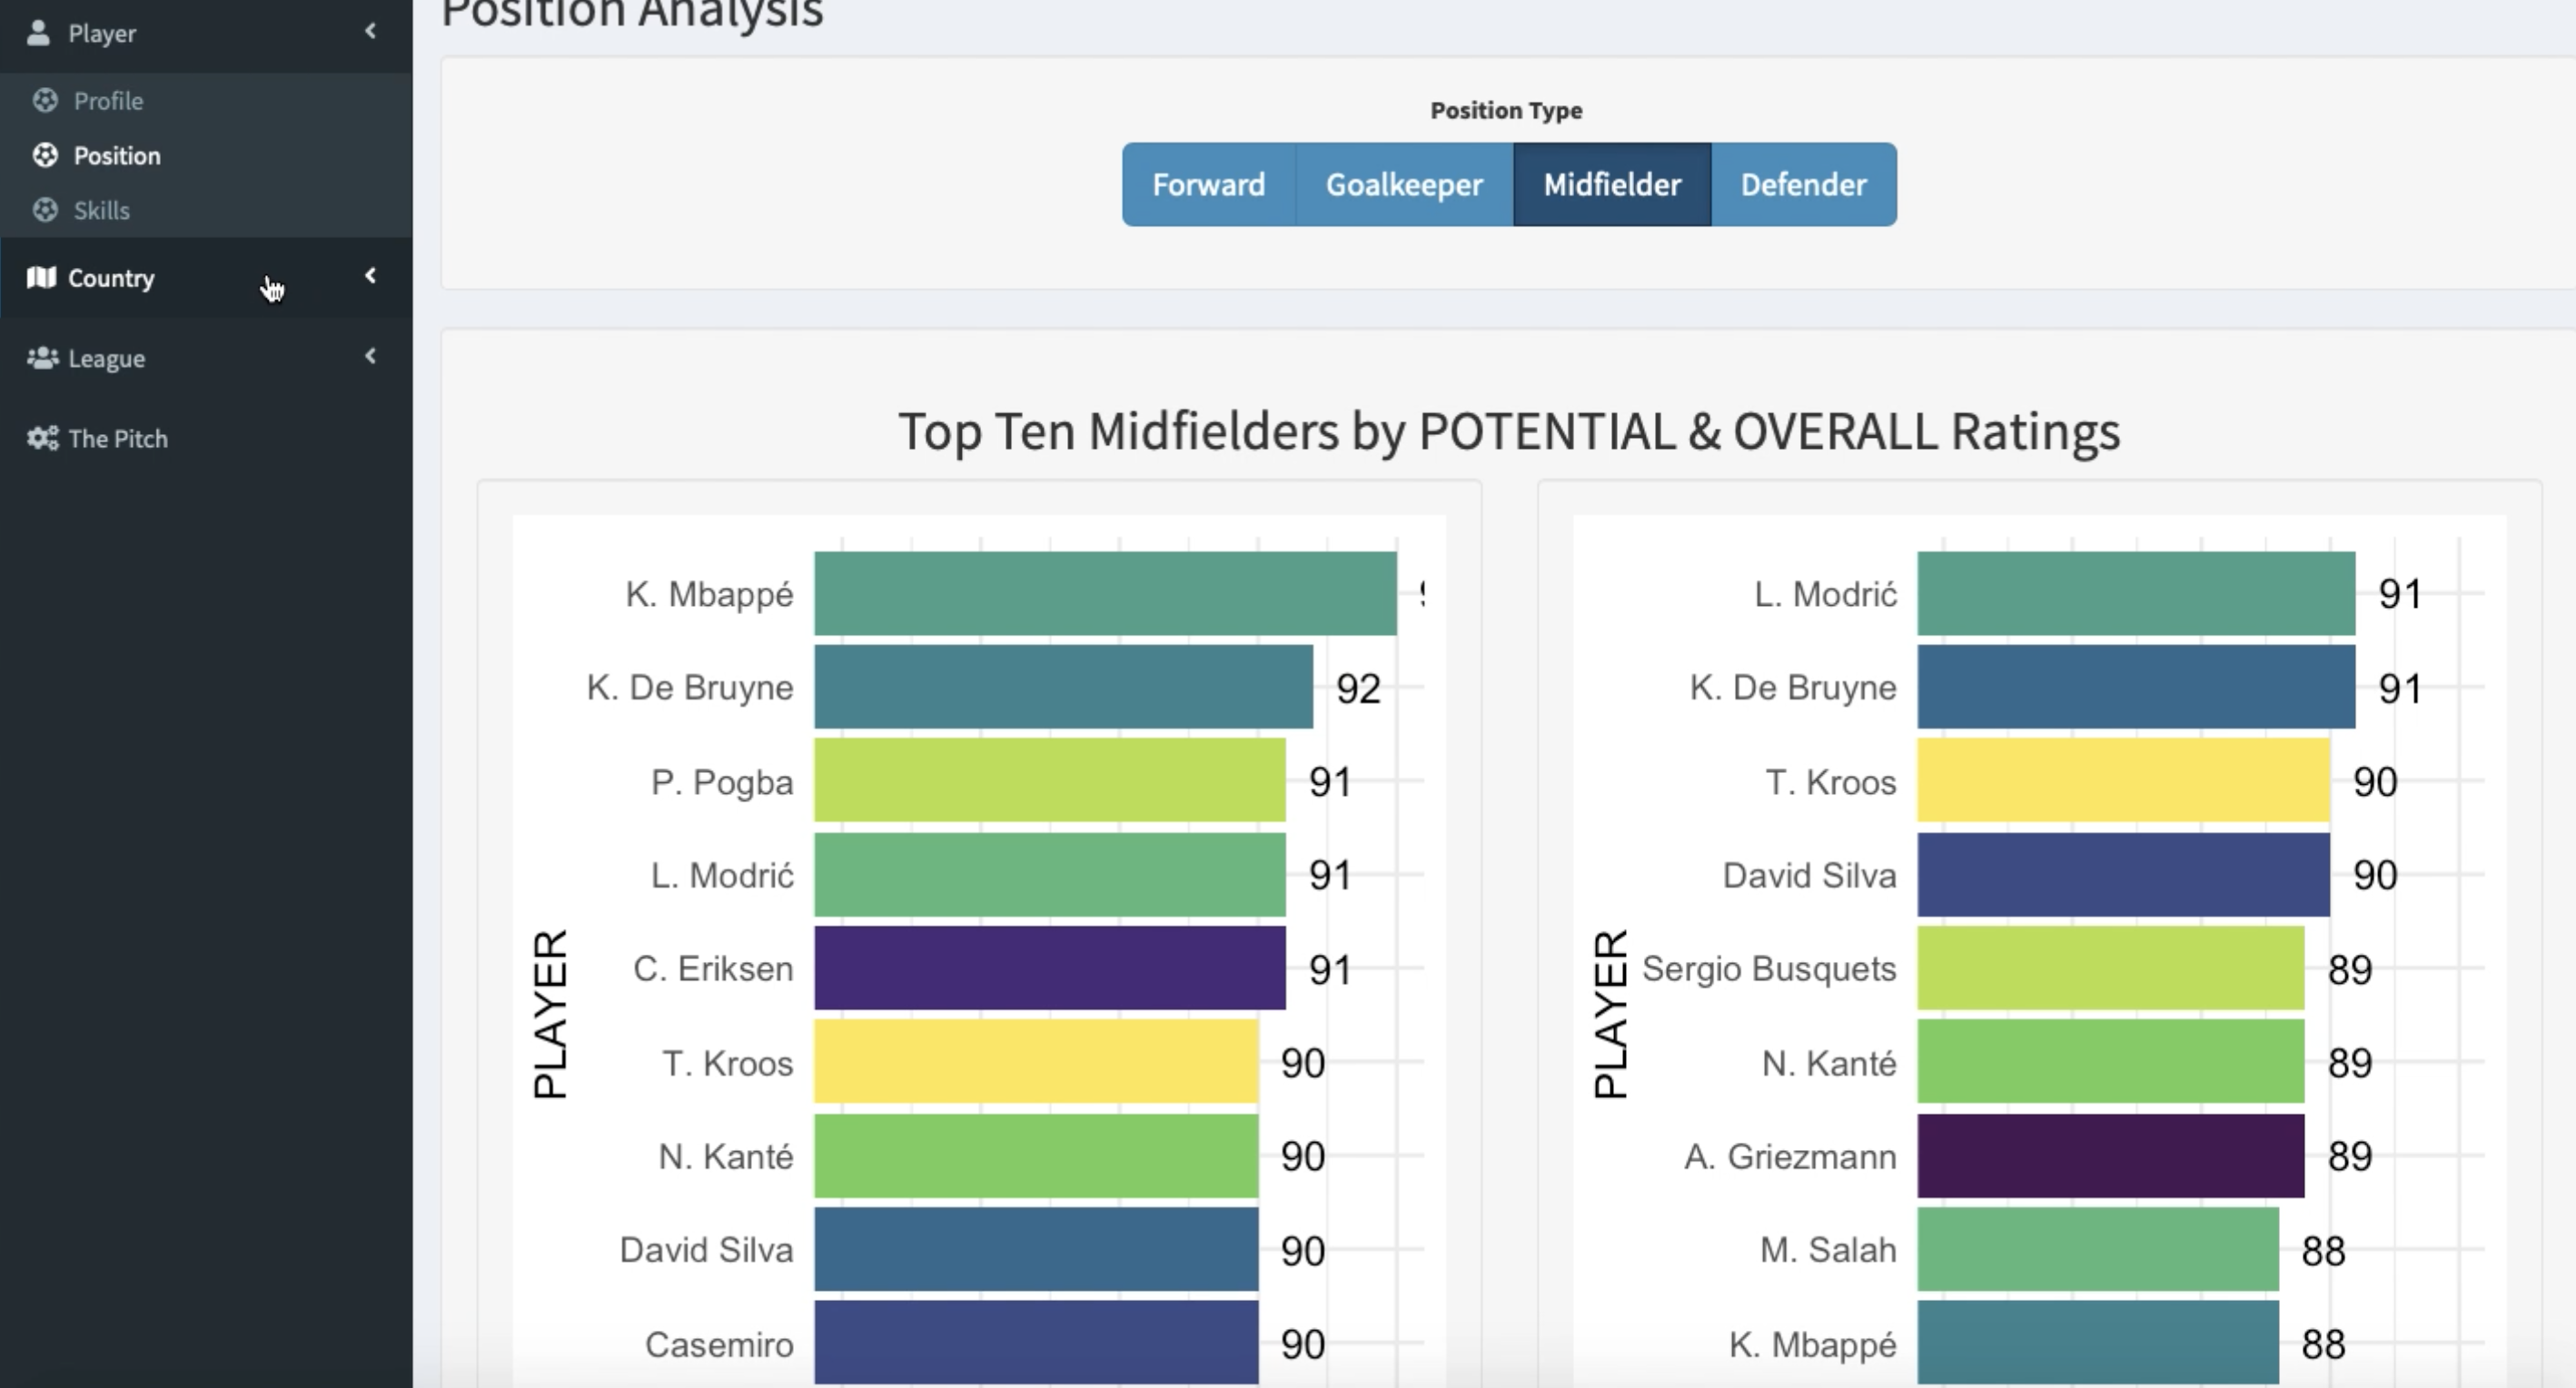 Position Analysis
Player
Profile
Position
Skills
Country
League
The Pitch
Position Type
Forward Goalkeeper Midfielder Defender
Top Ten Midfielders by POTENTIAL & OVERALL Ratings
PLAYER
K. Mbappé
K. De Bruyne 92
P. Pogba 91
L. Modrić 91
C. Eriksen 91
T. Kroos 90
N. Kanté 90
David Silva 90
Casemiro 90
PLAYER
L. Modrić 91
K. De Bruyne 91
T. Kroos 90
David Silva 90
Sergio Busquets 89
N. Kanté 89
A. Griezmann 89
M. Salah 88
K. Mbappé 88